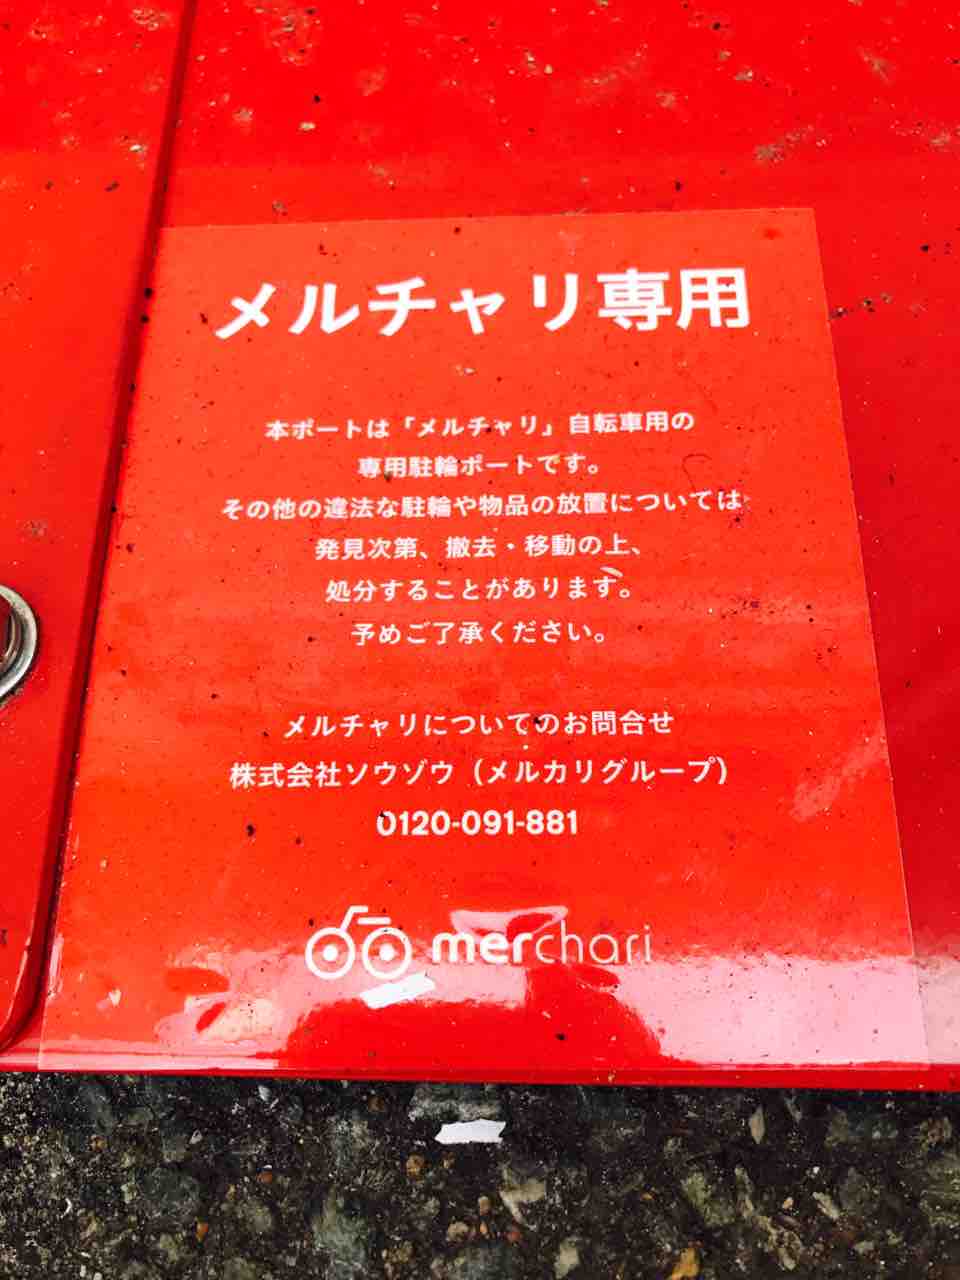 メルチャリ専用
本ポートは「メルチャリ」自転車用の
専用駐輪ポートです。
その他の違法な駐輪や物品の放置については
発見次第、撤去・移動の上、
処分することがあります。
予めご了承ください。
メルチャリについてのお問合せ
株式会社ソウゾウ（メルカリグループ）
0120-091-881
merchari